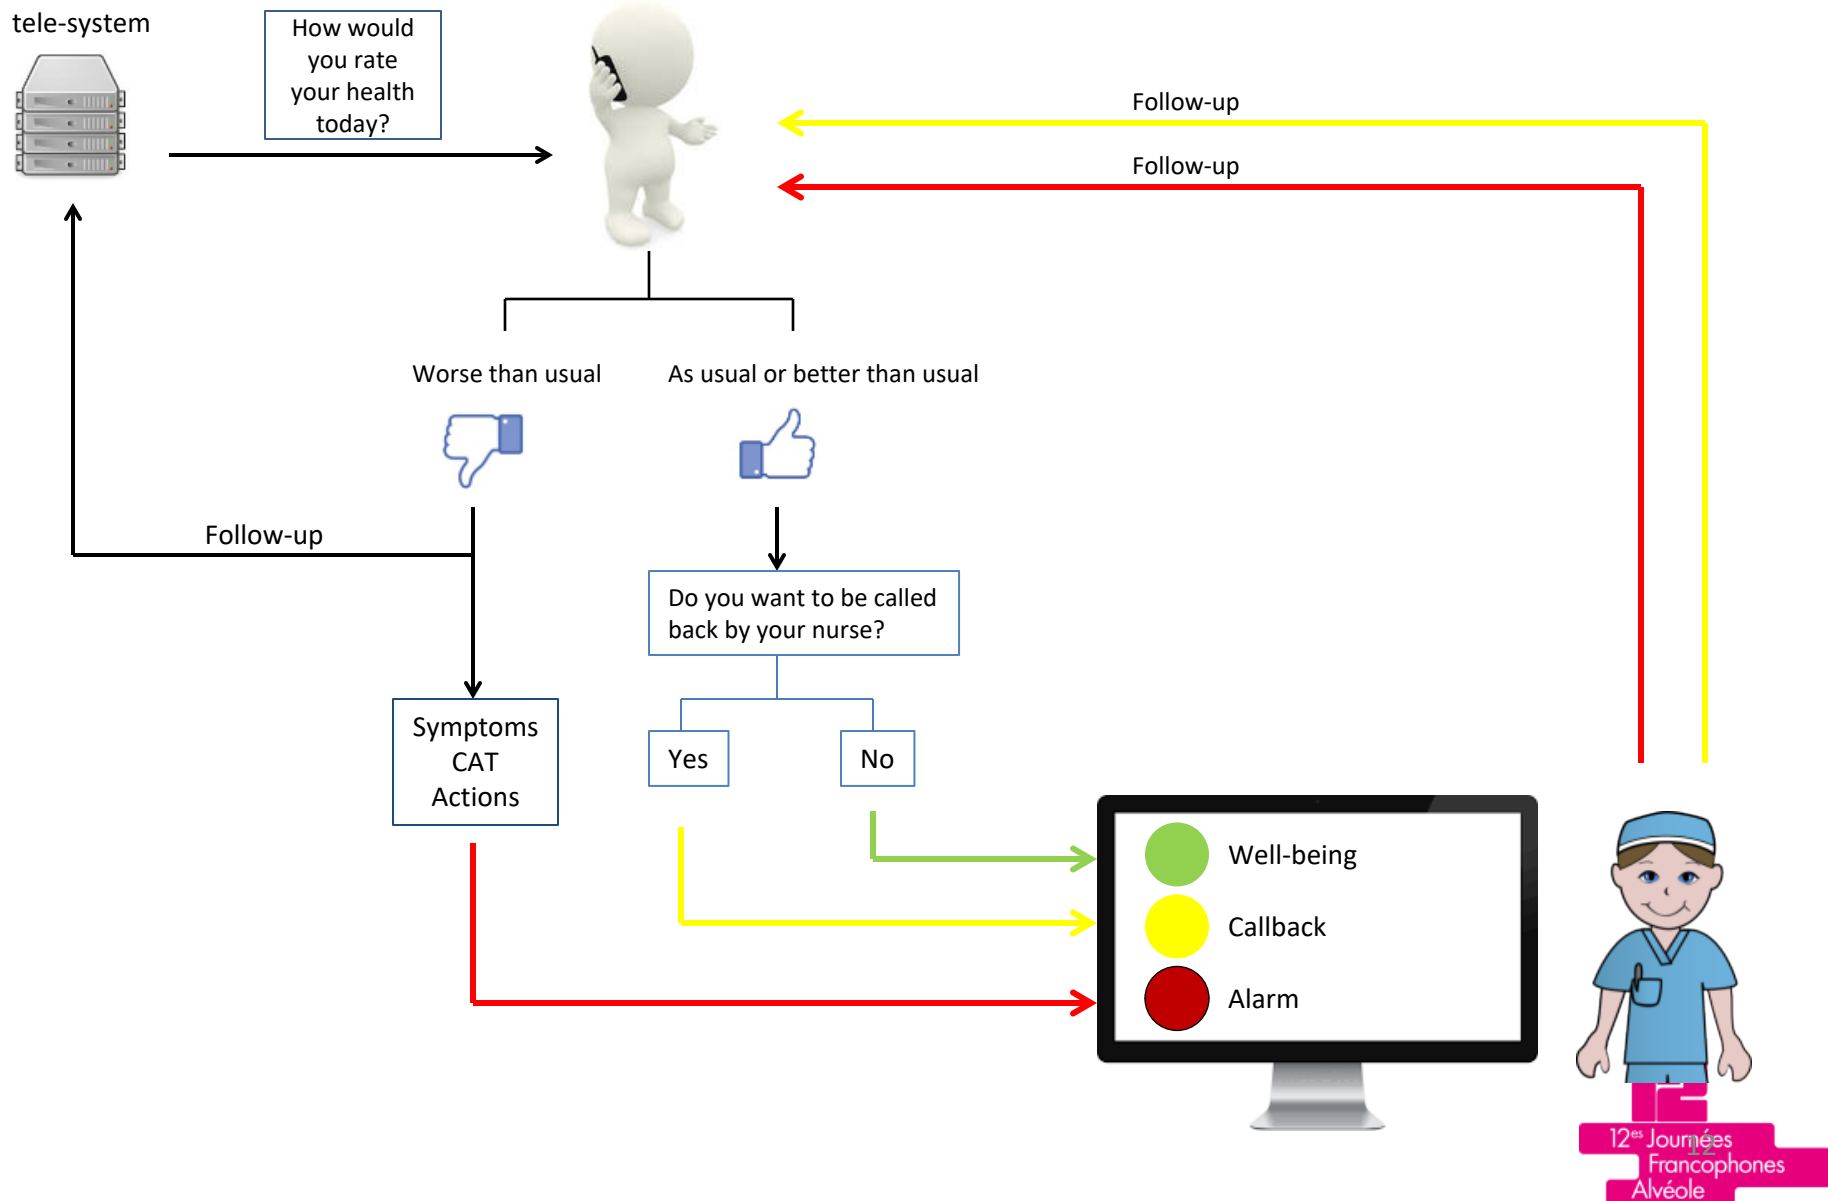 tele-system
How would
you rate
your health
today?
Follow-up
Follow-up
Worse than usual
As usual or better than usual
Follow-up
Do you want to be called
back by your nurse?
Symptoms
CAT
Actions
Yes
No
Well-being
Callback
Alarm
12
12es Journées
Francophones
Alvéole
12